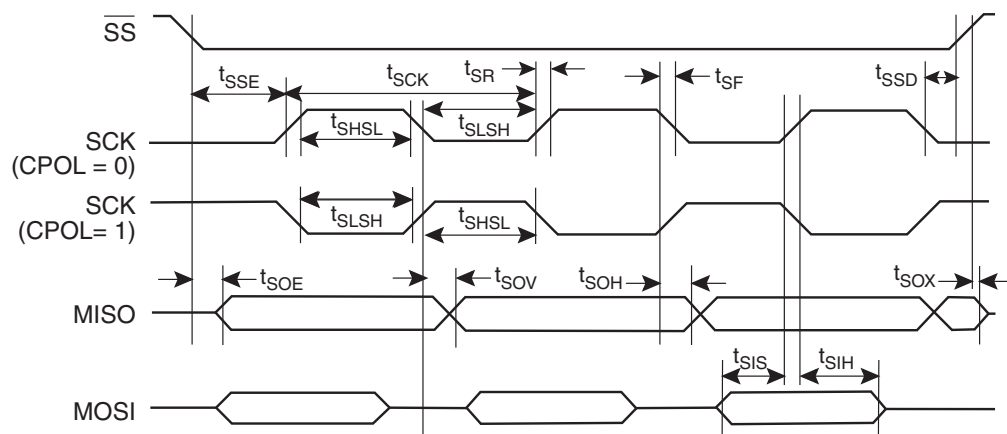 SS
tSSE
tSCK
tSR
tSF
tSSD
SCK
(CPOL = 0)
tSHSL
tSLSH
SCK
(CPOL= 1)
tSLSH
tSHSL
tSOE
tSOV
tSOH
tSOX
MISO
tSIS
tSIH
MOSI